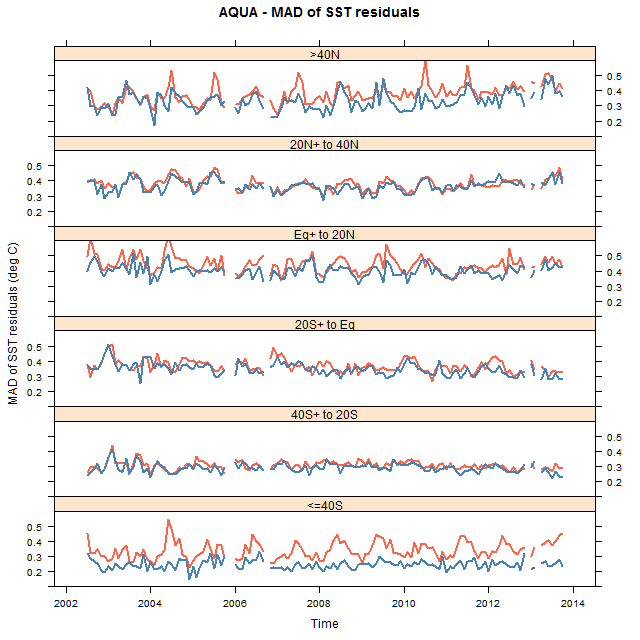 AQUA - MAD of SST residuals
>40N
0.5
0.4
0.3
0.2
20N+ to 40N
0.5
0.4
0.3
0.2
Eq+ to 20N
0.5
0.4
0.3
0.2
20S+ to Eq
0.5
0.4
0.3
0.2
40S+ to 20S
0.5
0.4
0.3
0.2
<=40S
0.5
0.4
0.3
0.2
MAD of SST residuals (deg C)
2002 2004 2006 2008 2010 2012 2014
Time